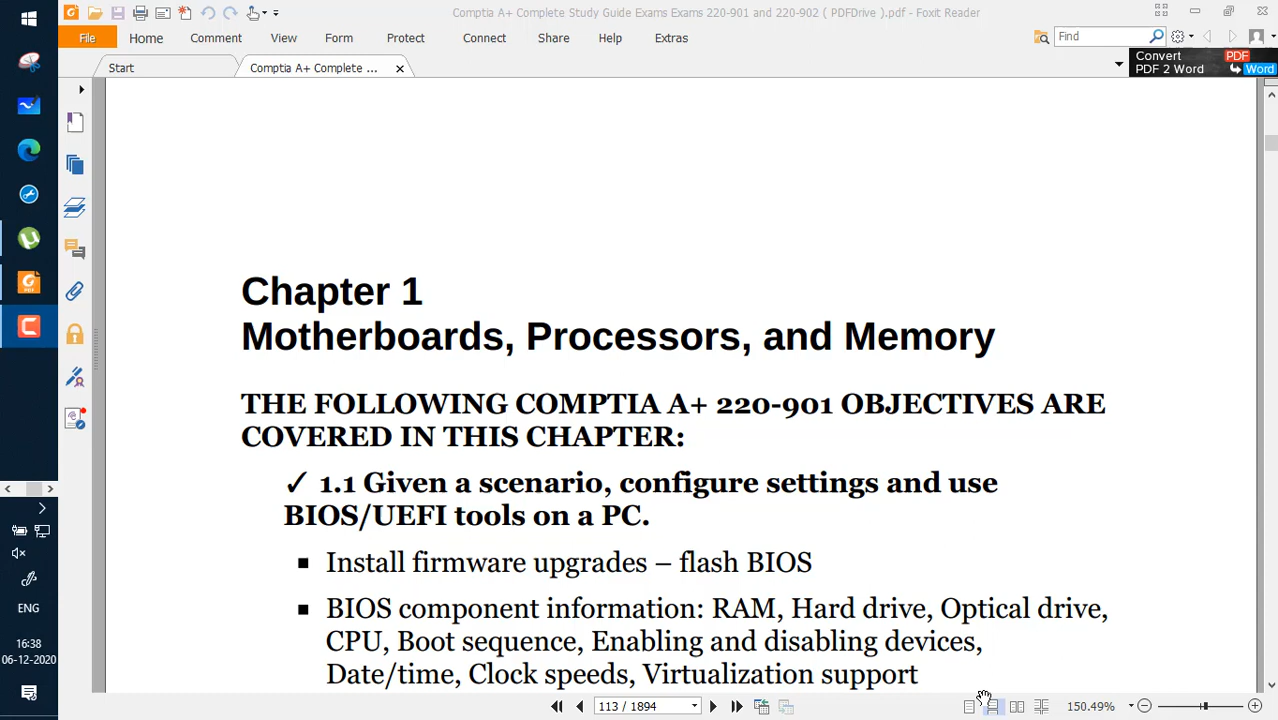 Comptia A+ Complete Study Guide Exams Exams 220-901 and 220-902 ( PDFDrive ).pdf - Foxit Reader
File Home Comment View Form Protect Connect Share Help Extras Find
Start Comptia A+ Complete ...
Convert PDF
PDF 2 Word Word
Chapter 1
Motherboards, Processors, and Memory
THE FOLLOWING COMPTIA A+ 220-901 OBJECTIVES ARE
COVERED IN THIS CHAPTER:
✓ 1.1 Given a scenario, configure settings and use
BIOS/UEFI tools on a PC.
■ Install firmware upgrades – flash BIOS
■ BIOS component information: RAM, Hard drive, Optical drive,
CPU, Boot sequence, Enabling and disabling devices,
Date/time, Clock speeds, Virtualization support
113 / 1894 150.49%
ENG
16:38
06-12-2020